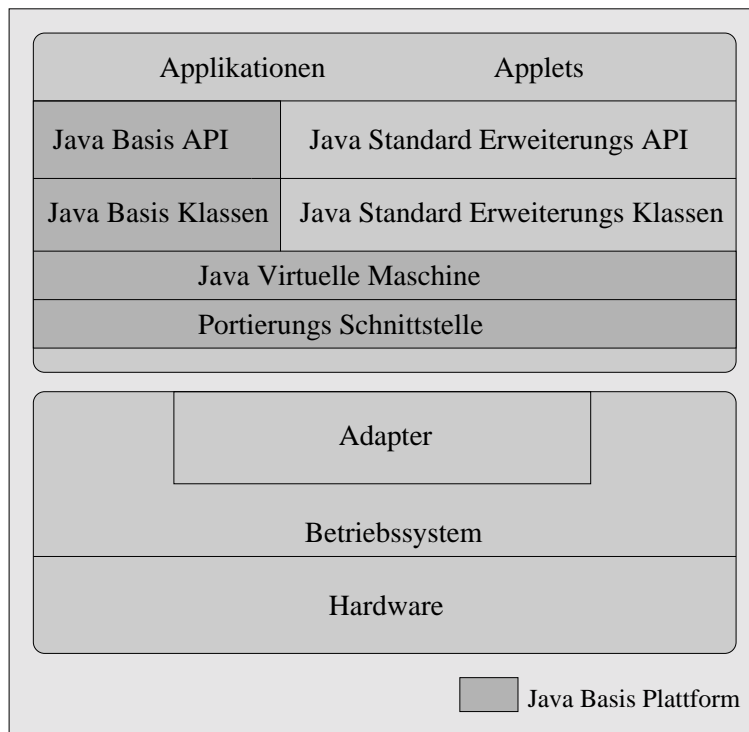 Applikationen Applets
Java Basis API Java Standard Erweiterungs API
Java Basis Klassen Java Standard Erweiterungs Klassen
Java Virtuelle Maschine
Portierungs Schnittstelle
Adapter
Betriebssystem
Hardware
Java Basis Plattform